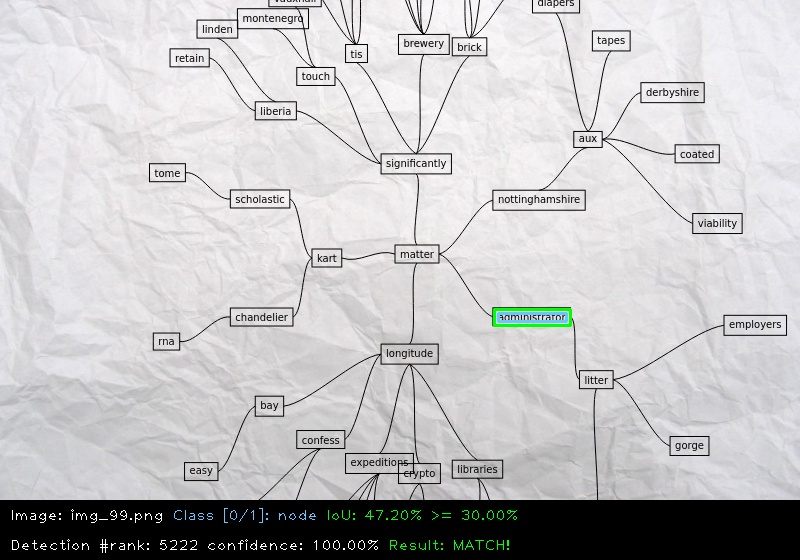 diapers
vauxhall
montenegro
linden
tapes
brewery
brick
tis
retain
touch
derbyshire
liberia
aux
coated
significantly
tome
scholastic
nottinghamshire
viability
matter
kart
chandelier
administrator
employers
rna
longitude
litter
bay
confess
gorge
expeditions
libraries
easy
crypto
Image: img_99.png Class [0/1]: node IoU: 47.20% >= 30.00%
Detection #rank: 5222 confidence: 100.00% Result: MATCH!